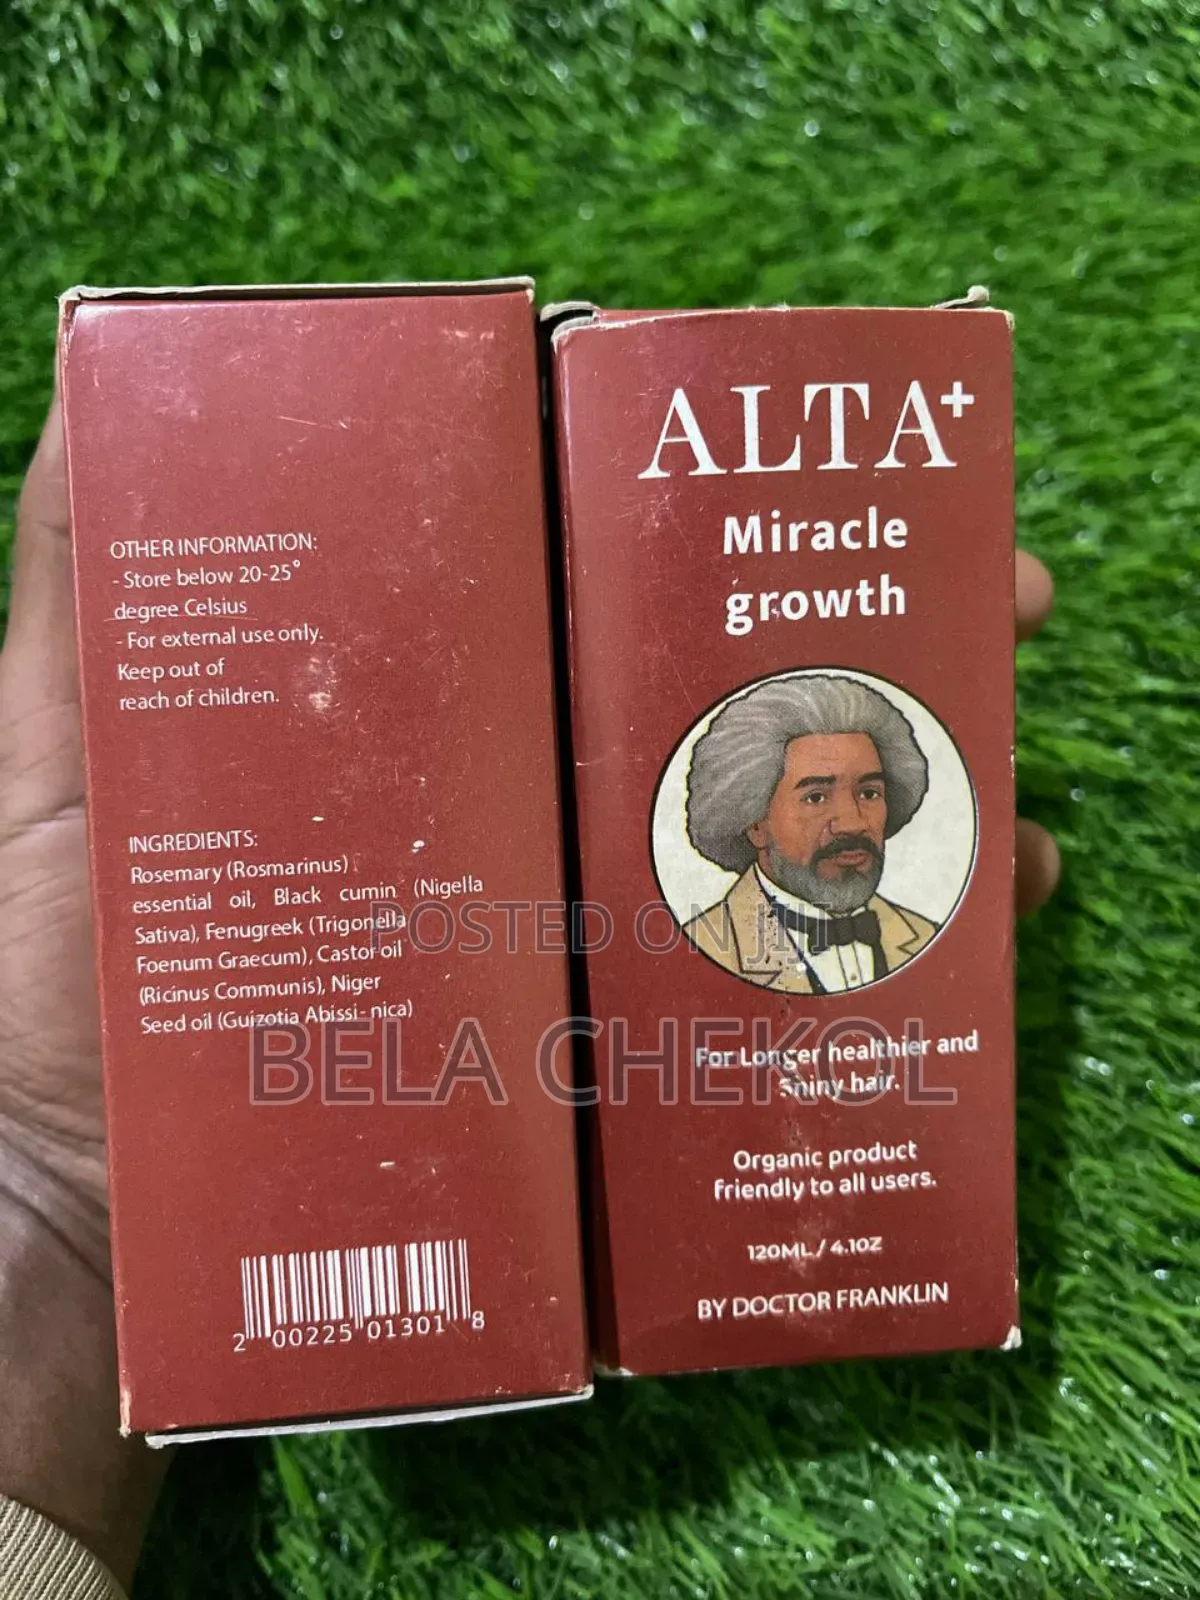 OTHER INFORMATION:
- Store below 20-25°
degree Celsius
- For external use only.
Keep out of
reach of children.
INGREDIENTS:
Rosemary (Rosmarinus)
essential oil, Black cumin (Nigella
Sativa), Fenugreek (Trigonella
Foenum Graecum), Castor oil
(Ricinus Communis), Niger
Seed oil (Guizotia Abissi- nica)
2 00225 01301 8
ALTA+
Miracle
growth
For Longer healthier and
Shiny hair.
Organic product
friendly to all users.
120ML / 4.1OZ
BY DOCTOR FRANKLIN
POSTED ON JIJI
BELA CHEKOL